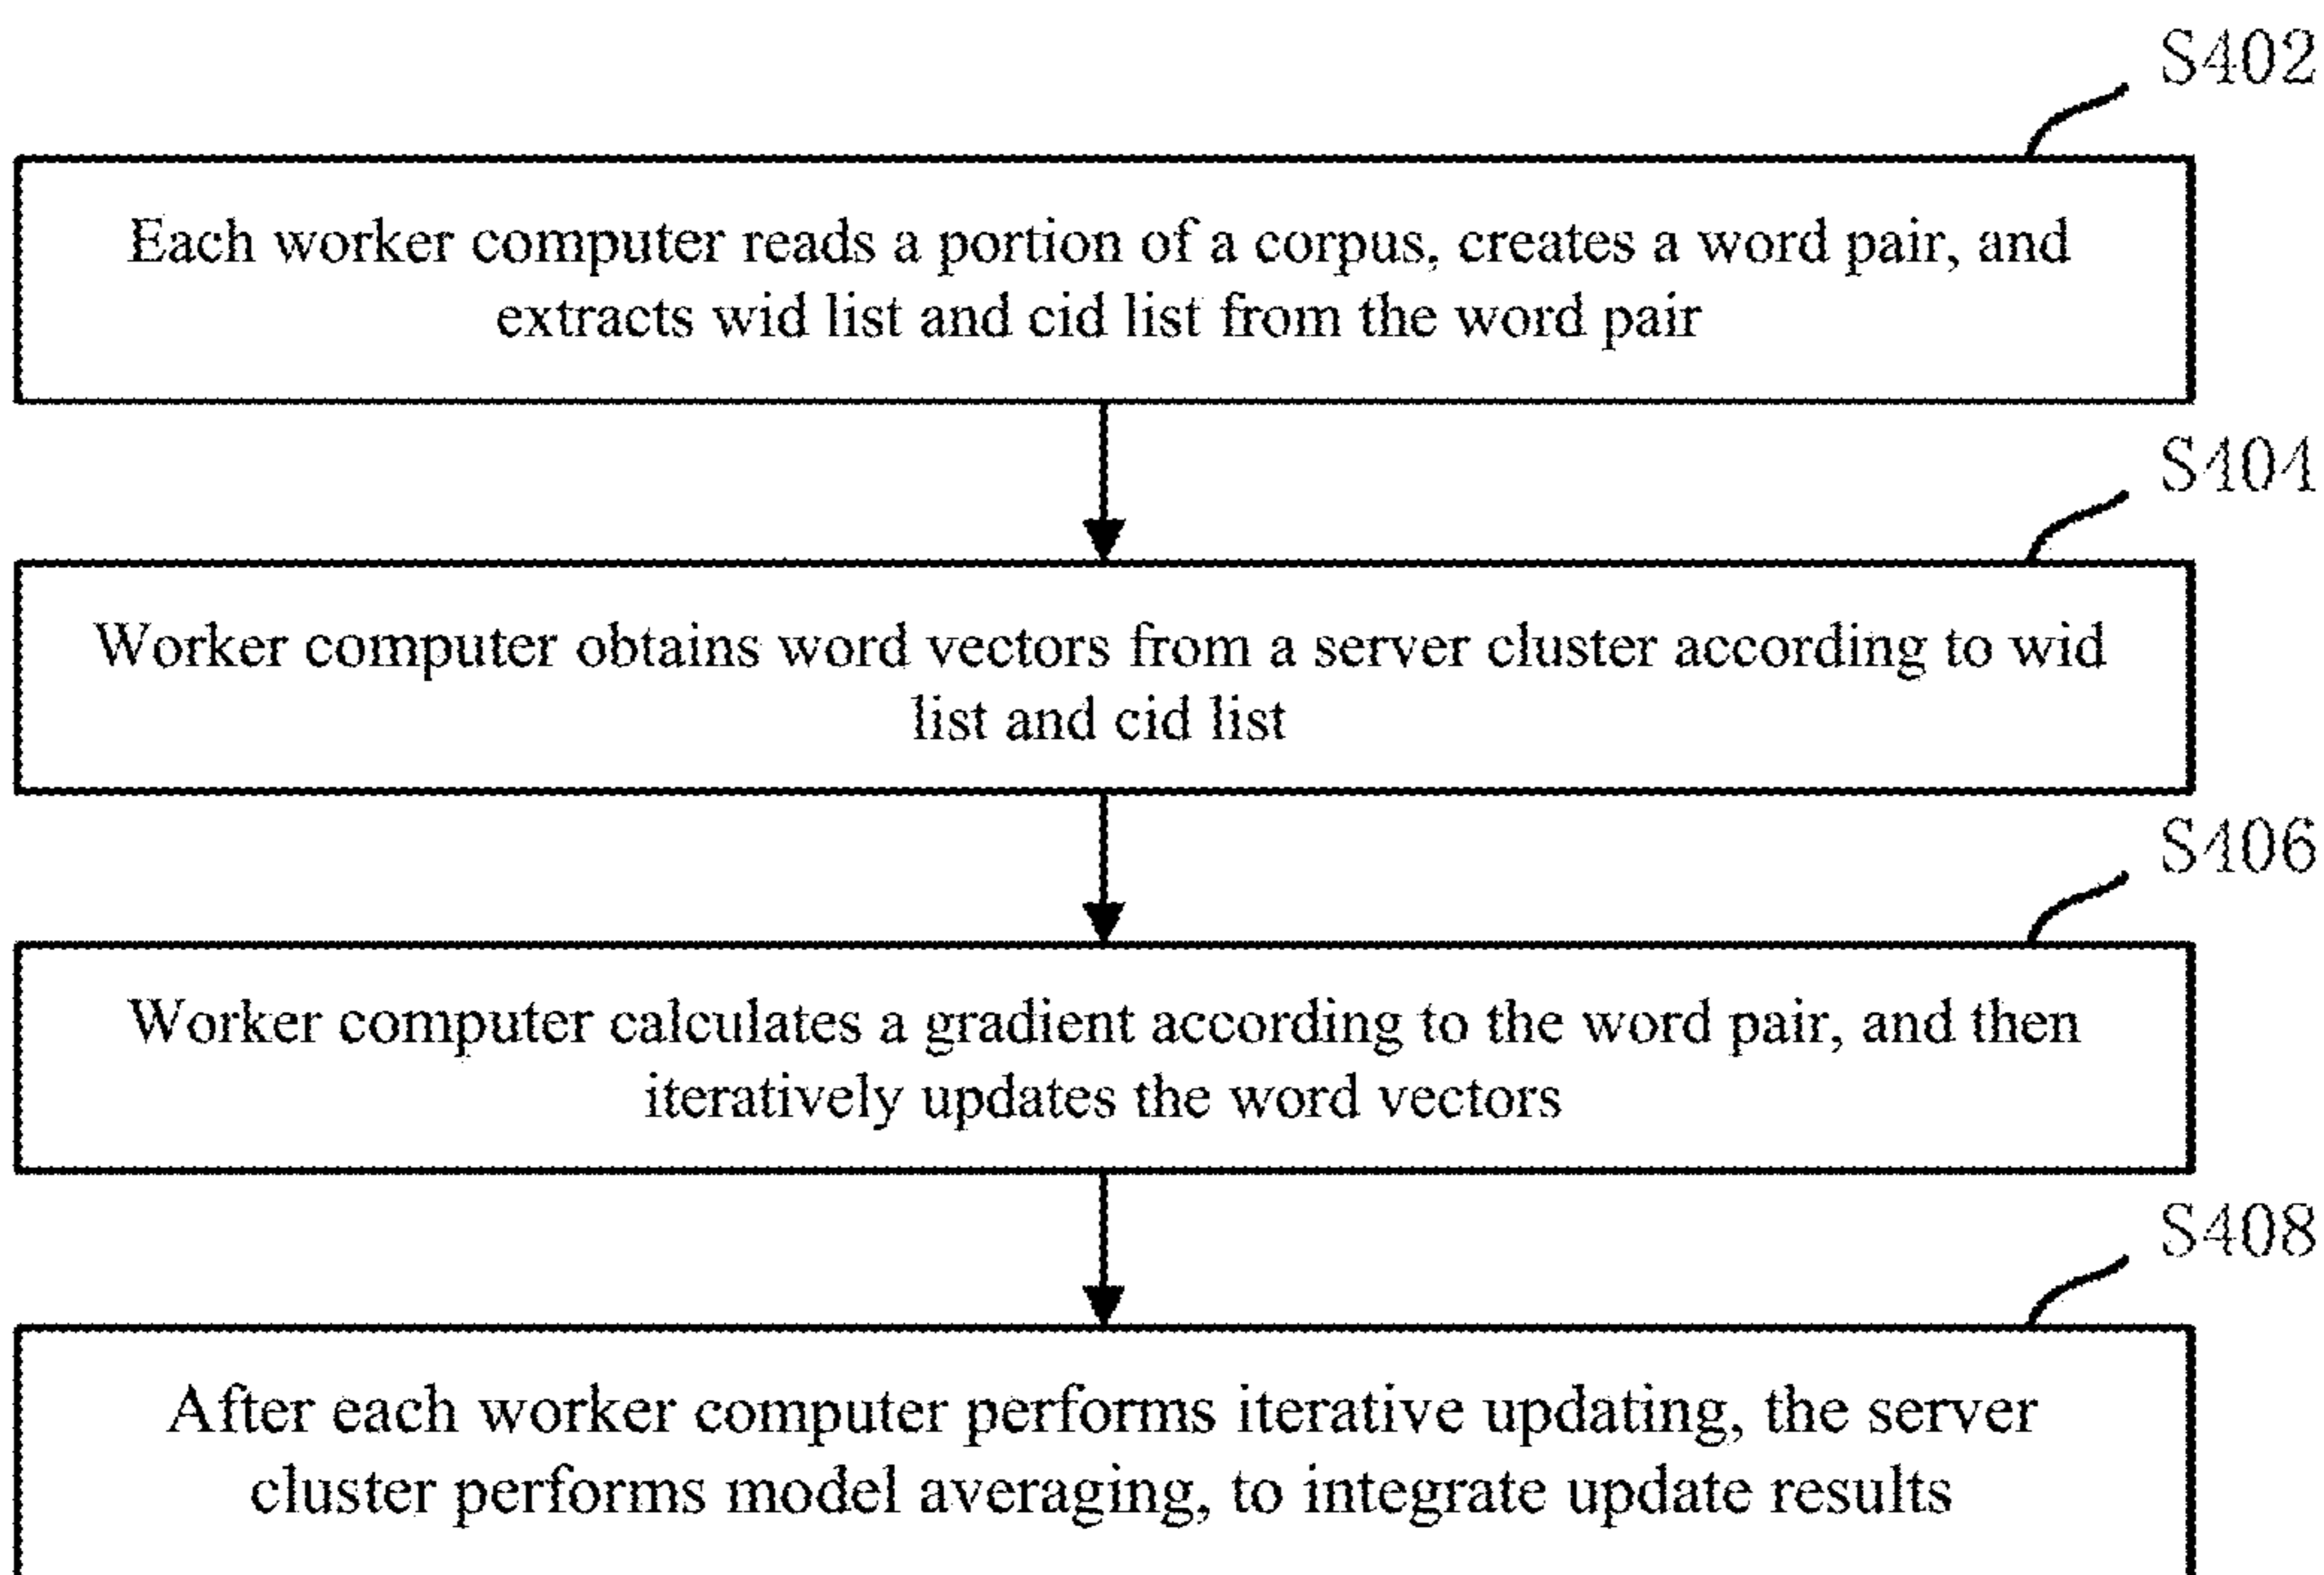 S402
Each worker computer reads a portion of a corpus, creates a word pair, and
extracts wid list and cid list from the word pair
S404
Worker computer obtains word vectors from a server cluster according to wid
list and cid list
S406
Worker computer calculates a gradient according to the word pair, and then
iteratively updates the word vectors
S408
After each worker computer performs iterative updating, the server
cluster performs model averaging, to integrate update results